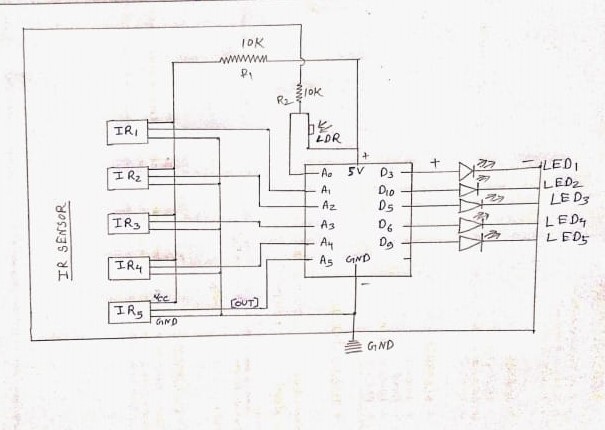 10K
R1
R2 10K
LDR
IR1
IR2
IR3
IR4
IR5
IR SENSOR
VCC
[OUT]
GND
+
5V
A0
A1
A2
A3
A4
A5
D3
D10
D5
D6
D9
GND
-
+
-
LED1
LED2
LED3
LED4
LED5
GND